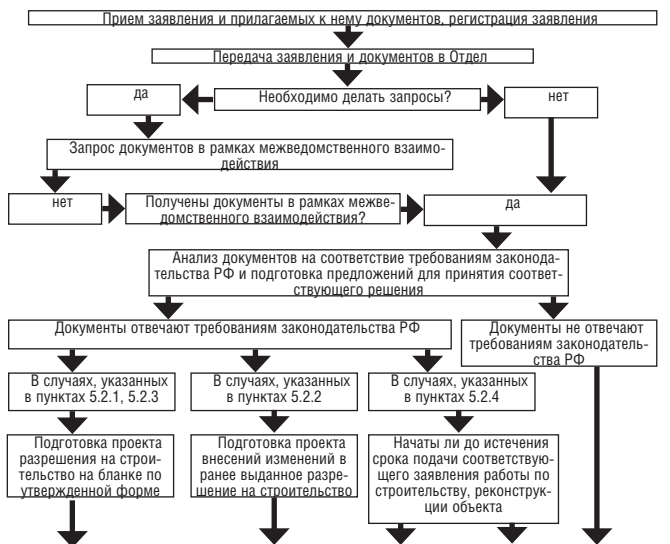 Прием заявления и прилагаемых к нему документов, регистрация заявления
Передача заявления и документов в Отдел
да
Необходимо делать запросы?
нет
Запрос документов в рамках межведомственного взаимо-
действия
нет
Получены документы в рамках межве-
домственного взаимодействия?
да
Анализ документов на соответствие требованиям законода-
тельства РФ и подготовка предложений для принятия соответ-
ствующего решения
Документы отвечают требованиям законодательства РФ
Документы не отвечают
требованиям законодатель-
ства РФ
В случаях, указанных
в пунктах 5.2.1, 5.2.3
В случаях, указанных
в пунктах 5.2.2
В случаях, указанных
в пунктах 5.2.4
Подготовка проекта
разрешения на строи-
тельство на бланке по
утвержденной форме
Подготовка проекта
внесений изменений в
ранее выданное разре-
шение на строительство
Начаты ли до истечения
срока подачи соответствую-
щего заявления работы по
строительству, реконструк-
ции объекта